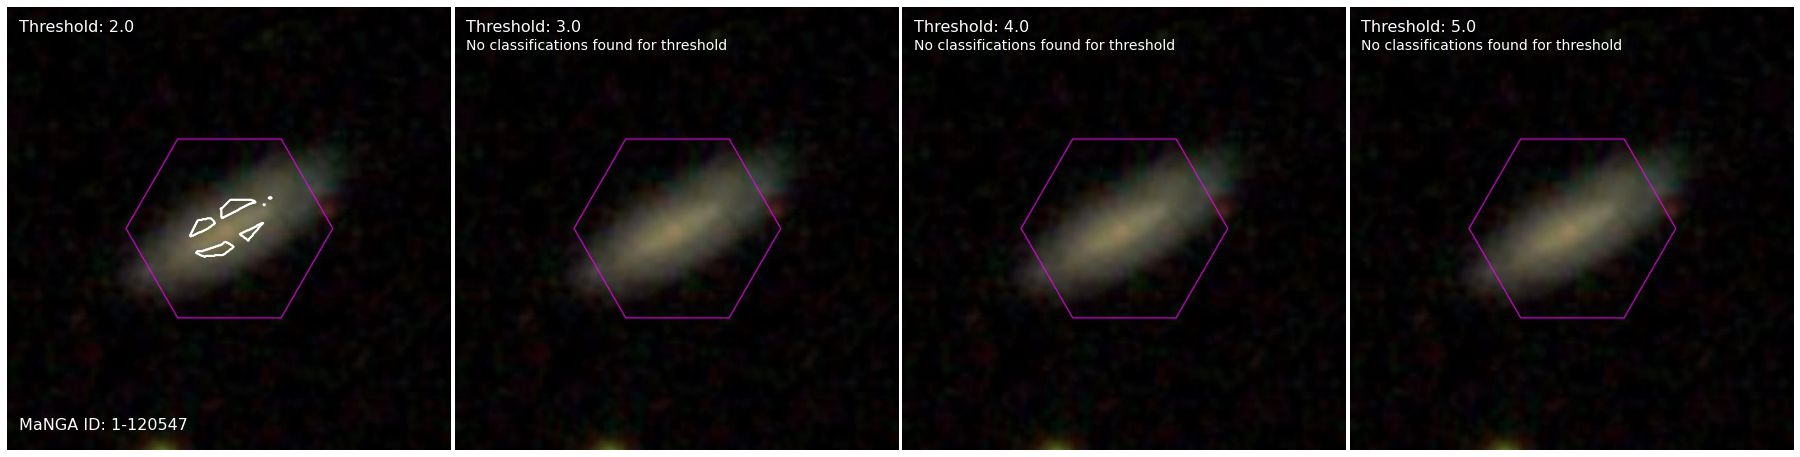 Threshold: 2.0
MaNGA ID: 1-120547
Threshold: 3.0
No classifications found for threshold
Threshold: 4.0
No classifications found for threshold
Threshold: 5.0
No classifications found for threshold